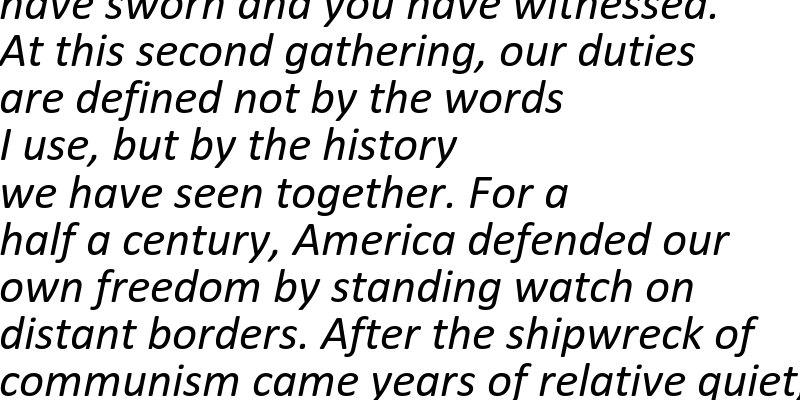 have sworn and you have witnessed.
At this second gathering, our duties
are defined not by the words
I use, but by the history
we have seen together. For a
half a century, America defended our
own freedom by standing watch on
distant borders. After the shipwreck of
communism came years of relative quiet,